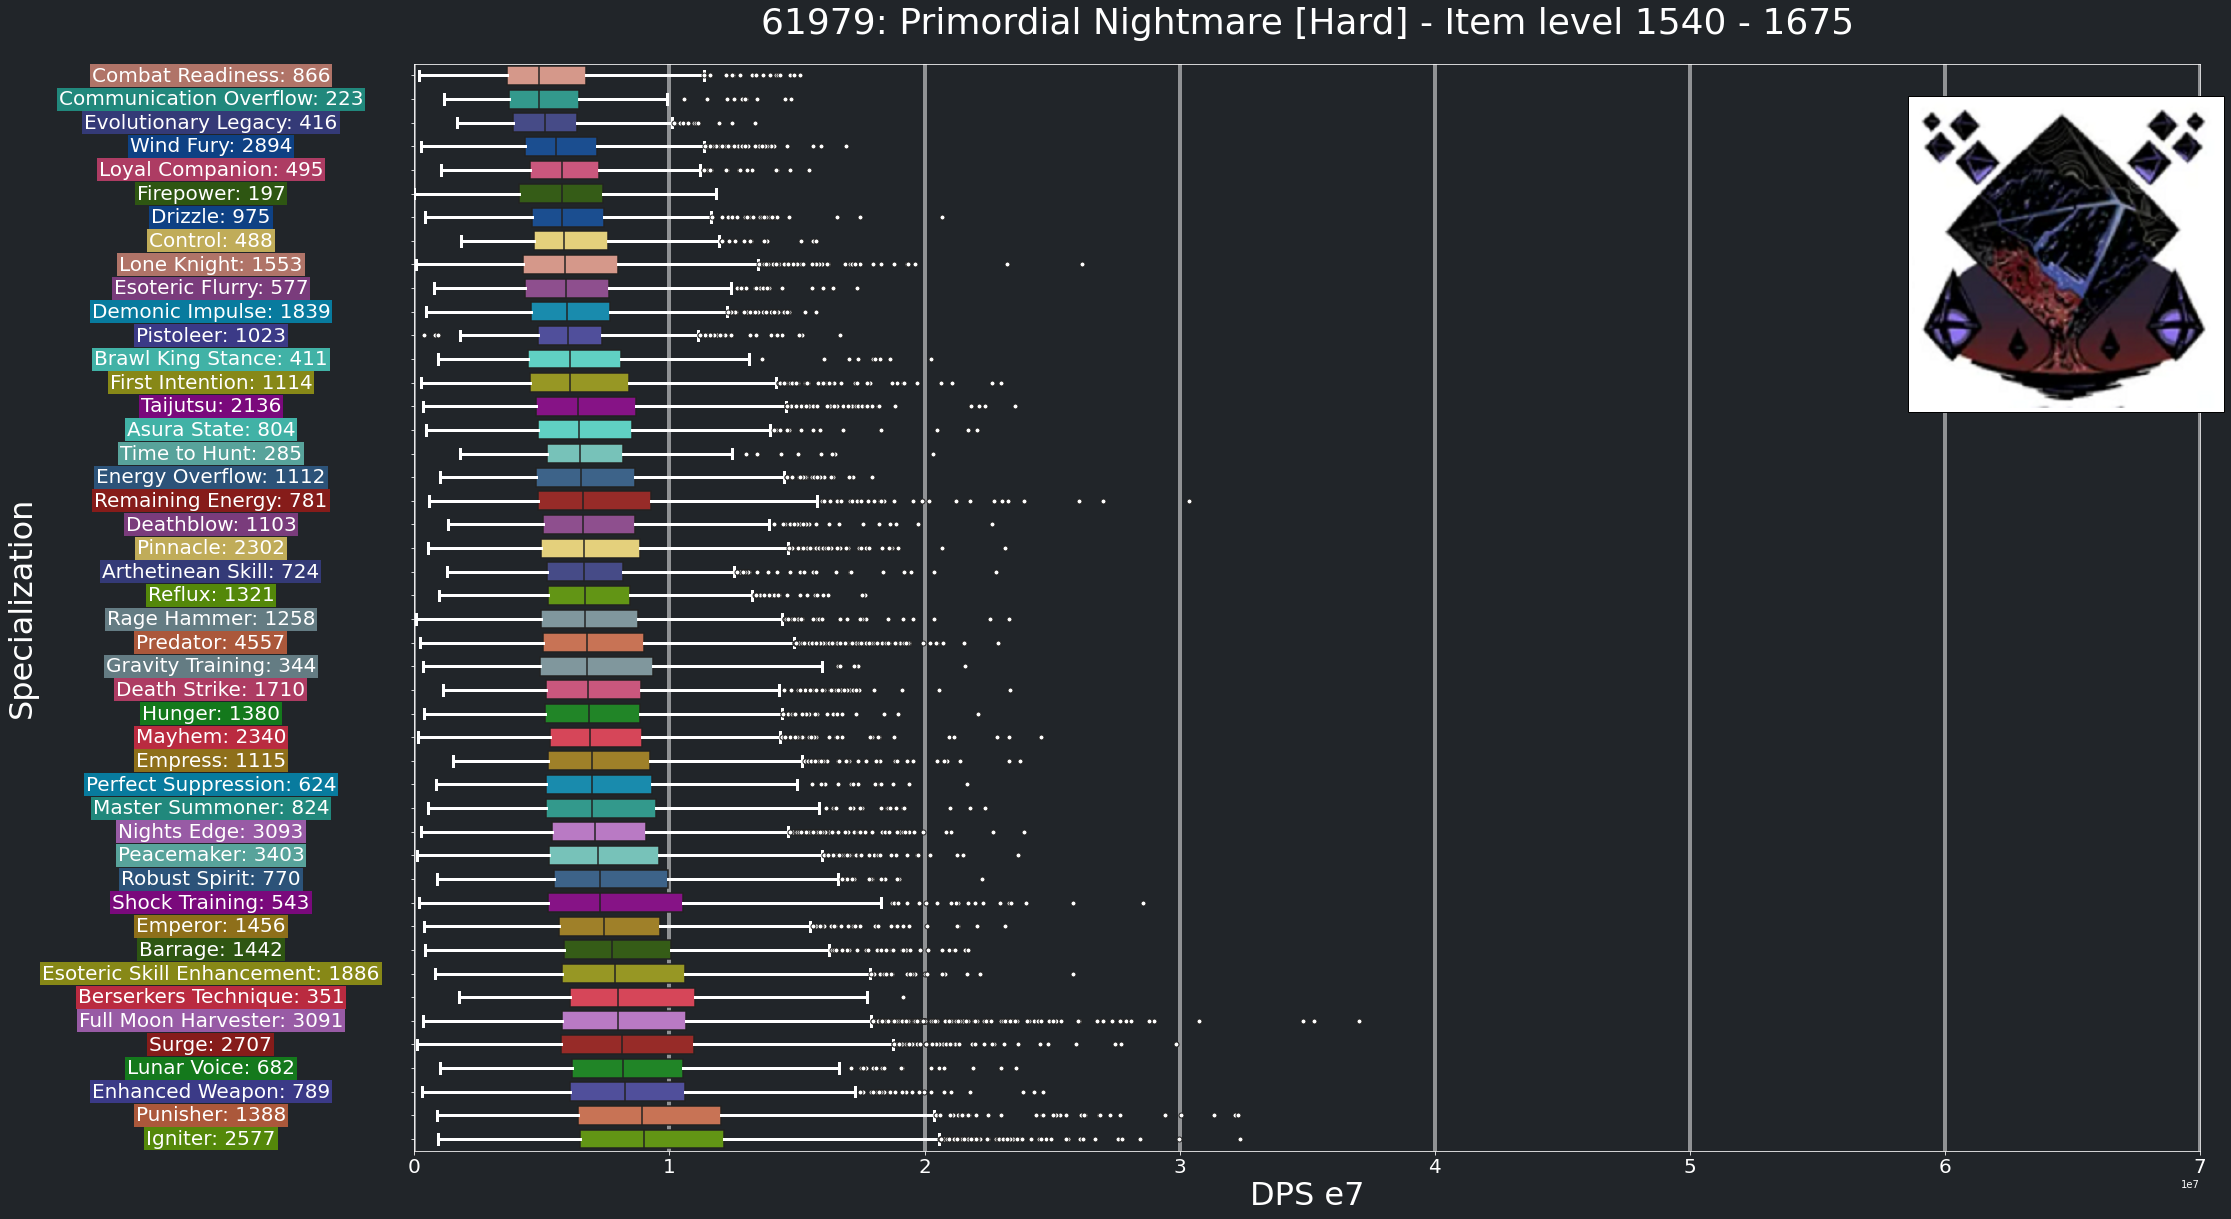 61979: Primordial Nightmare [Hard] - Item level 1540 - 1675
Combat Readiness: 866
Communication Overflow: 223
Evolutionary Legacy: 416
Wind Fury: 2894
Loyal Companion: 495
Firepower: 197
Drizzle: 975
Control: 488
Lone Knight: 1553
Esoteric Flurry: 577
Demonic Impulse: 1839
Pistoleer: 1023
Brawl King Stance: 411
First Intention: 1114
Taijutsu: 2136
Asura State: 804
Time to Hunt: 285
Energy Overflow: 1112
Remaining Energy: 781
Deathblow: 1103
Pinnacle: 2302
Arthetinean Skill: 724
Reflux: 1321
Rage Hammer: 1258
Predator: 4557
Gravity Training: 344
Death Strike: 1710
Hunger: 1380
Mayhem: 2340
Empress: 1115
Perfect Suppression: 624
Master Summoner: 824
Nights Edge: 3093
Peacemaker: 3403
Robust Spirit: 770
Shock Training: 543
Emperor: 1456
Barrage: 1442
Esoteric Skill Enhancement: 1886
Berserkers Technique: 351
Full Moon Harvester: 3091
Surge: 2707
Lunar Voice: 682
Enhanced Weapon: 789
Punisher: 1388
Igniter: 2577
Specialization
0 1 2 3 4 5 6 7
1e7
DPS e7